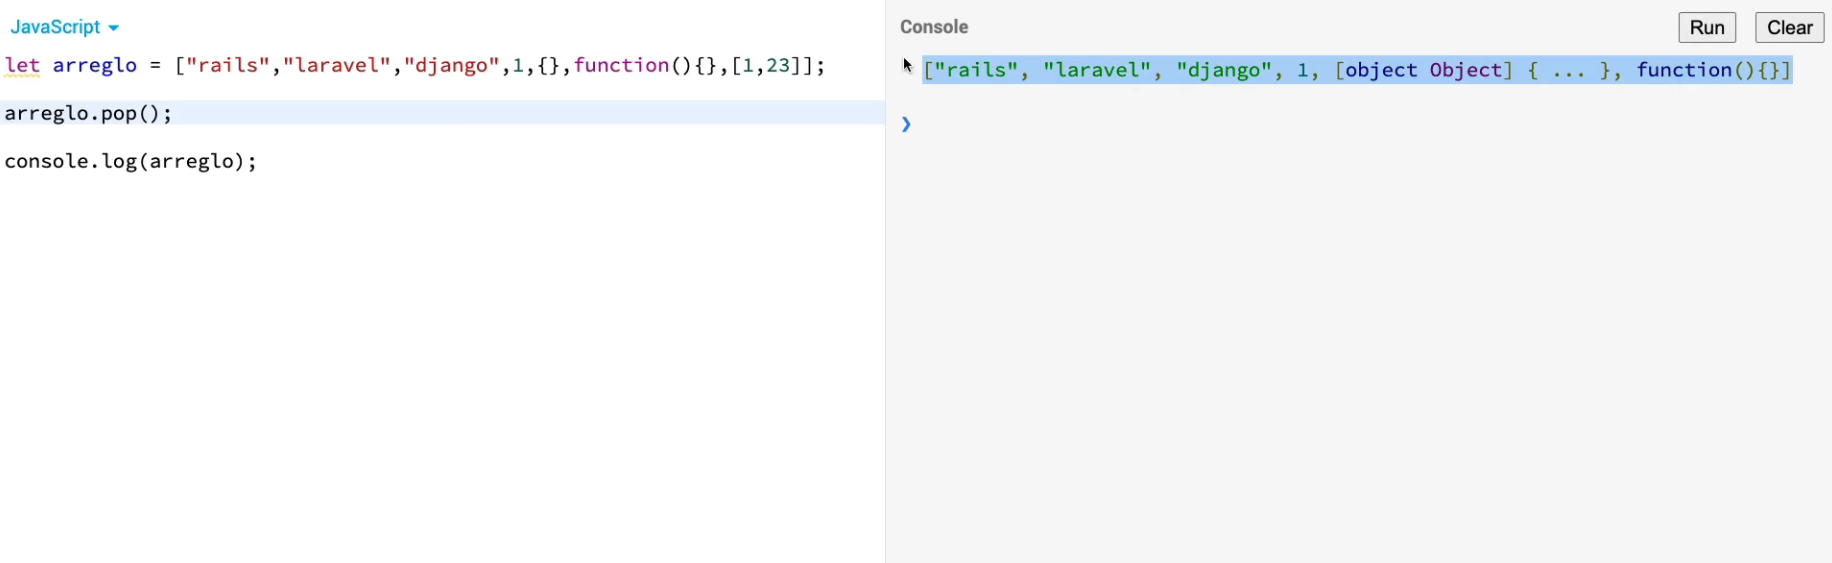 JavaScript
let arreglo = ["rails","laravel","django",1,{},function(){},[1,23]];
arreglo.pop();
console.log(arreglo);
Console
Run
Clear
["rails", "laravel", "django", 1, [object Object] { ... }, function(){}]
❯